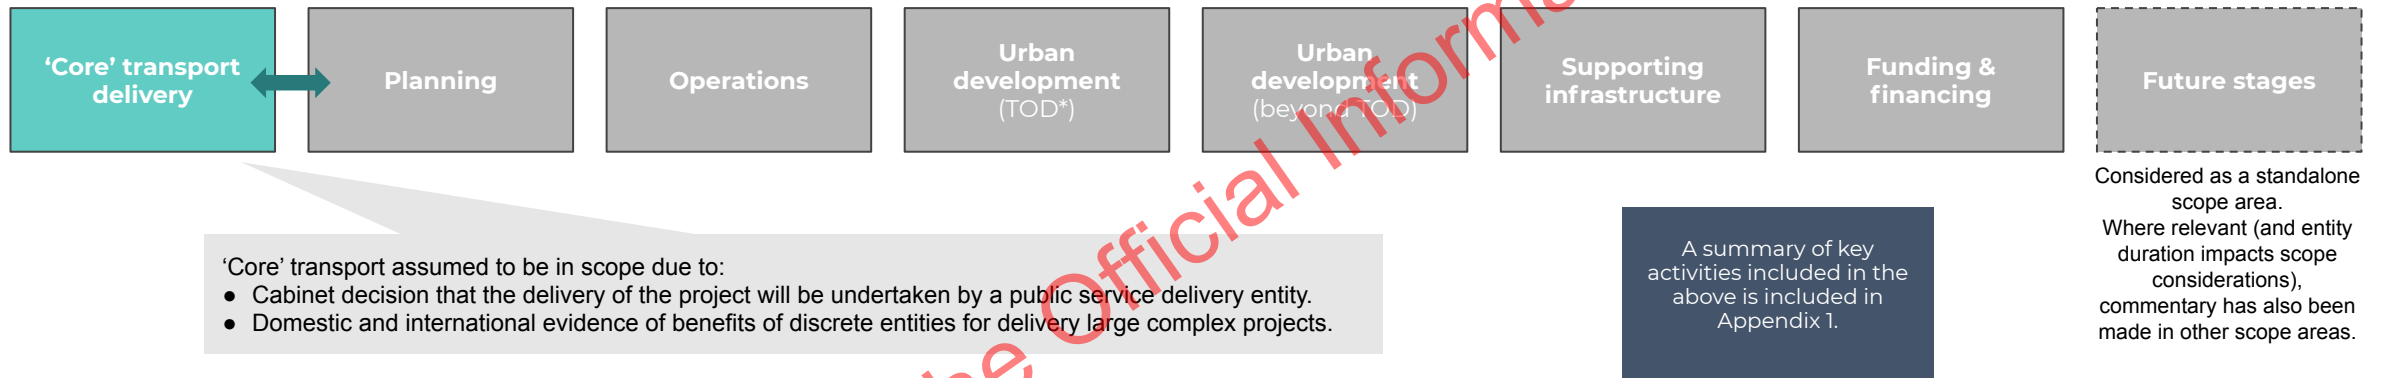 'Core' transport
delivery
Planning
Operations
Urban
development
(TOD*)
Urban
development
(beyond TOD)
Supporting
infrastructure
Funding &
financing
Future stages
Considered as a standalone
scope area.
Where relevant (and entity
duration impacts scope
considerations),
commentary has also been
made in other scope areas.
'Core' transport assumed to be in scope due to:
● Cabinet decision that the delivery of the project will be undertaken by a public service delivery entity.
● Domestic and international evidence of benefits of discrete entities for delivery large complex projects.
A summary of key
activities included in the
above is included in
Appendix 1.
Official